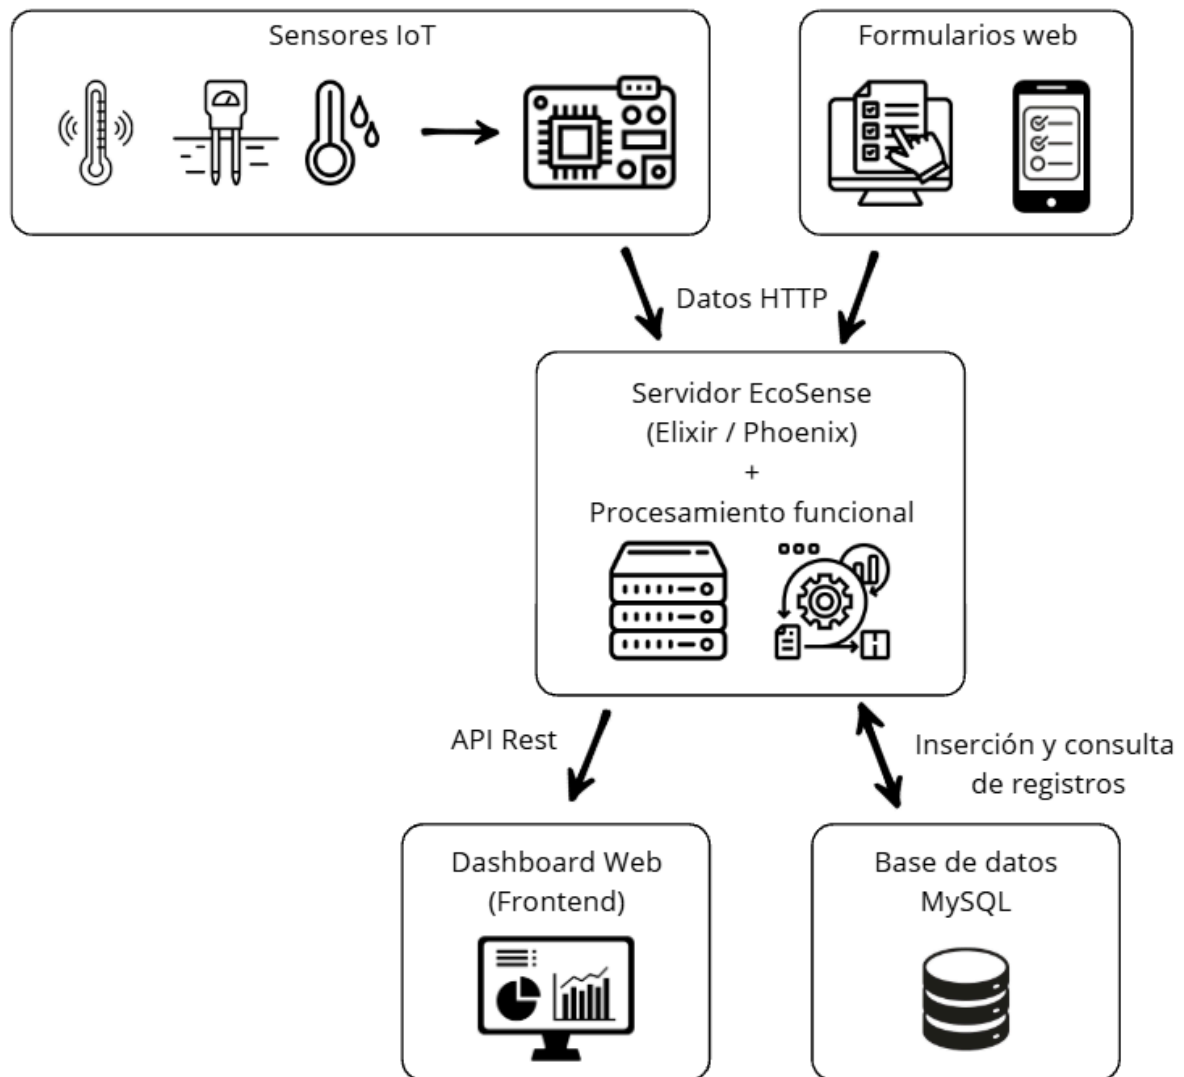 Sensores IoT
Formularios web
Datos HTTP
Servidor EcoSense
(Elixir / Phoenix)
+
Procesamiento funcional
API Rest
Inserción y consulta
de registros
Dashboard Web
(Frontend)
Base de datos
MySQL